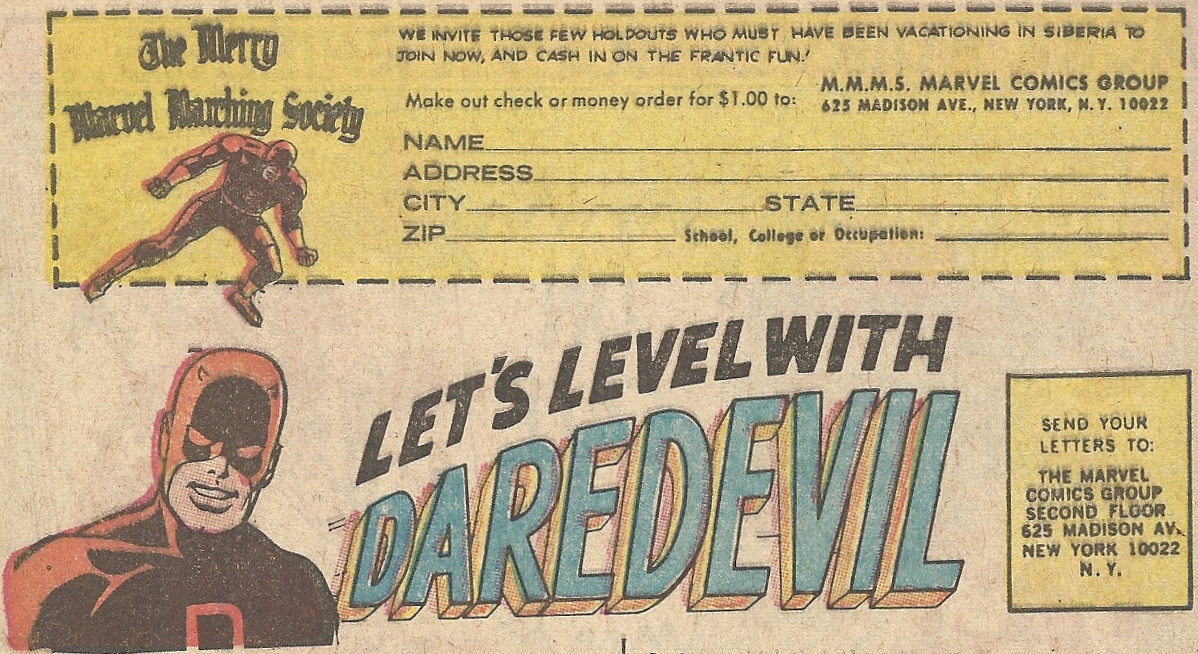 The Merry
Marvel Marching Society
WE INVITE THOSE FEW HOLDOUTS WHO MUST HAVE BEEN VACATIONING IN SIBERIA TO
JOIN NOW, AND CASH IN ON THE FRANTIC FUN!
Make out check or money order for $1.00 to:
M.M.M.S. MARVEL COMICS GROUP
625 MADISON AVE., NEW YORK, N.Y. 10022
NAME
ADDRESS
CITY STATE
ZIP School, College or Occupation:
LET'S LEVEL WITH
DAREDEVIL
D
SEND YOUR
LETTERS TO:
THE MARVEL
COMICS GROUP
SECOND FLOOR
625 MADISON AV.
NEW YORK 10022
N.Y.